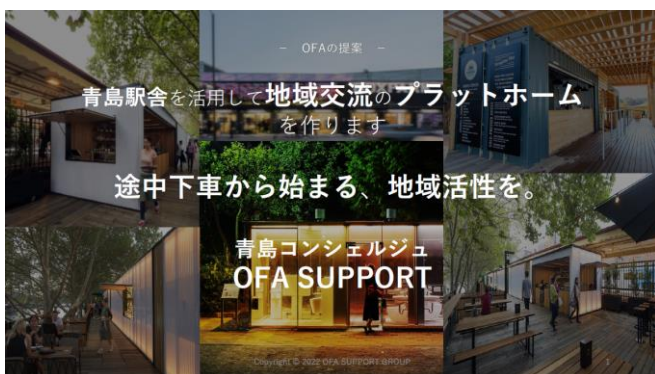 － OFAの提案 －
青島駅舎を活用して地域交流のプラットホーム
を作ります
途中下車から始まる、地域活性を。
青島コンシェルジュ
OFA SUPPORT
Copyright © 2022 OFA SUPPORT GROUP
1